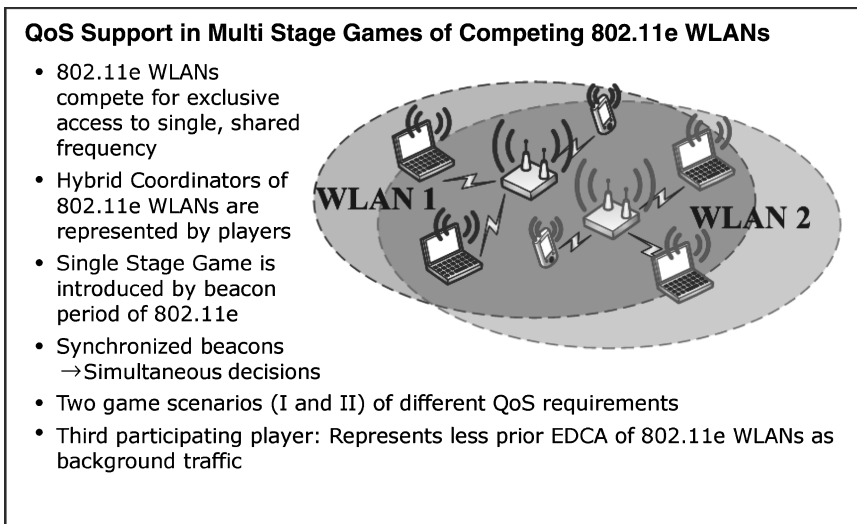 QoS Support in Multi Stage Games of Competing 802.11e WLANs
• 802.11e WLANs
compete for exclusive
access to single, shared
frequency
• Hybrid Coordinators of
802.11e WLANs are
represented by players
• Single Stage Game is
introduced by beacon
period of 802.11e
• Synchronized beacons
→Simultaneous decisions
• Two game scenarios (I and II) of different QoS requirements
• Third participating player: Represents less prior EDCA of 802.11e WLANs as
background traffic
WLAN 1
WLAN 2